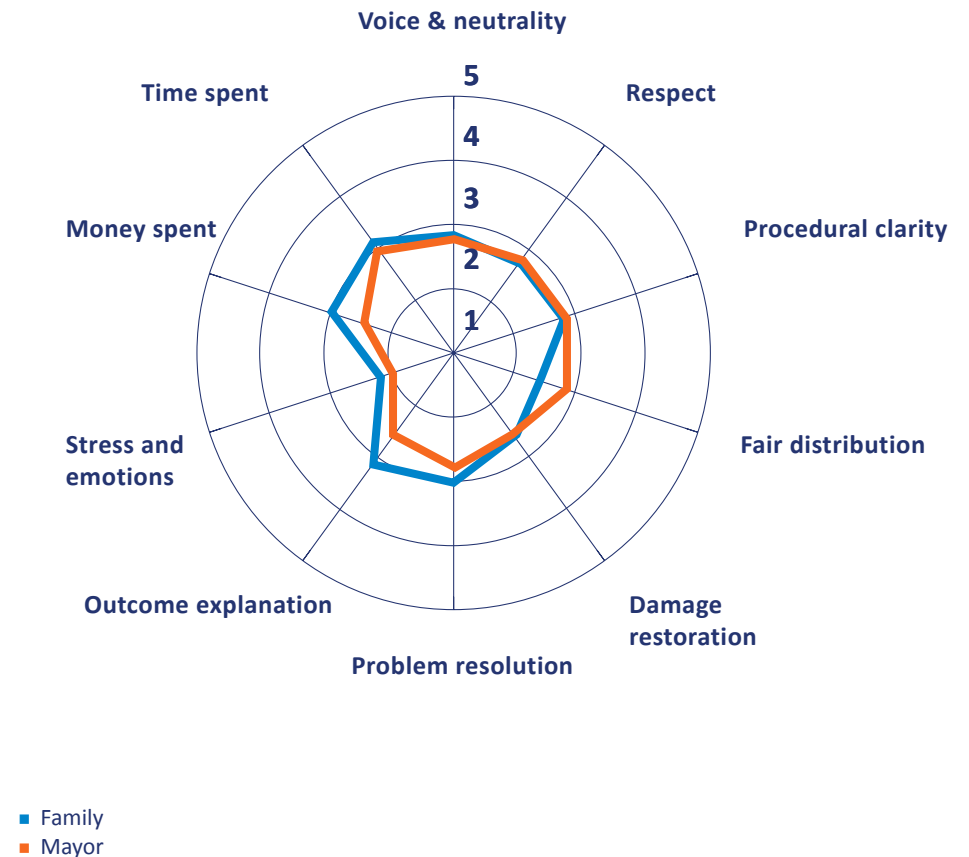 Voice & neutrality
5
Time spent
Respect
4
3
Money spent
Procedural clarity
2
1
Stress and
emotions
Fair distribution
Outcome explanation
Damage
restoration
Problem resolution
Family
Mayor